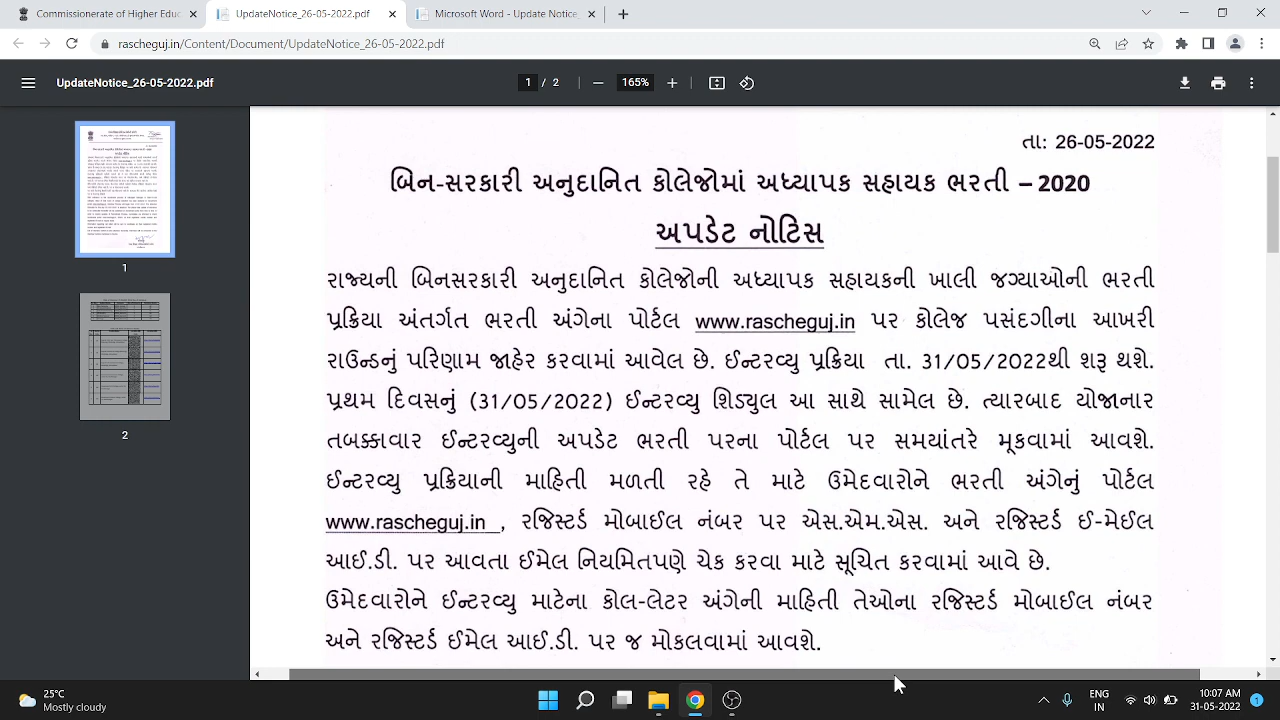 Commissionerate of Higher Educ
UpdateNotice_26-05-2022.pdf
Microsoft Word - Update Notice_
rascheguj.in/Content/Document/UpdateNotice_26-05-2022.pdf
UpdateNotice_26-05-2022.pdf
1 / 2
165%
તા: 26-05-2022
બિન-સરકારી અનુદાનિત કોલેજોમાં અધ્યાપક સહાયક ભરતી – 2020
અપડેટ નોટિસ
રાજ્યની બિનસરકારી અનુદાનિત કોલેજોની અધ્યાપક સહાયકની ખાલી જગ્યાઓની ભરતી
પ્રક્રિયા અંતર્ગત ભરતી અંગેના પોર્ટલ www.rascheguj.in પર કોલેજ પસંદગીના આખરી
રાઉન્ડનું પરિણામ જાહેર કરવામાં આવેલ છે. ઈન્ટરવ્યુ પ્રક્રિયા તા. 31/05/2022થી શરૂ થશે.
પ્રથમ દિવસનું (31/05/2022) ઈન્ટરવ્યુ શિડ્યુલ આ સાથે સામેલ છે. ત્યારબાદ યોજાનાર
તબક્કાવાર ઈન્ટરવ્યુની અપડેટ ભરતી પરના પોર્ટલ પર સમયાંતરે મૂકવામાં આવશે.
ઈન્ટરવ્યુ પ્રક્રિયાની માહિતી મળતી રહે તે માટે ઉમેદવારોને ભરતી અંગેનું પોર્ટલ
www.rascheguj.in , રજિસ્ટર્ડ મોબાઈલ નંબર પર એસ.એમ.એસ. અને રજિસ્ટર્ડ ઈ-મેઈલ
આઈ.ડી. પર આવતા ઈમેલ નિયમિતપણે ચેક કરવા માટે સૂચિત કરવામાં આવે છે.
ઉમેદવારોને ઈન્ટરવ્યુ માટેના કોલ-લેટર અંગેની માહિતી તેઓના રજિસ્ટર્ડ મોબાઈલ નંબર
અને રજિસ્ટર્ડ ઈમેલ આઈ.ડી. પર જ મોકલવામાં આવશે.
1
2
25°C
Mostly cloudy
ENG
IN
10:07 AM
31-05-2022
1